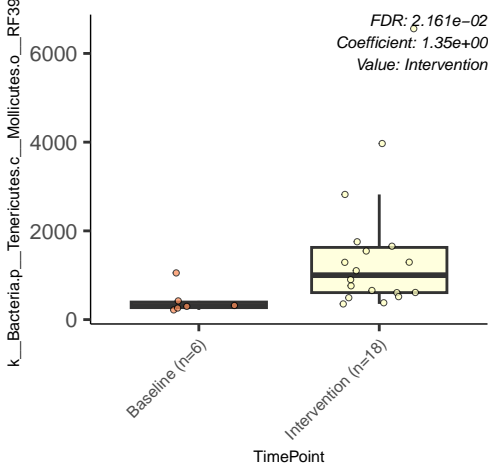 FDR: 2.161e−02
Coefficient: 1.35e+00
Value: Intervention
k__Bacteria.p__Tenericutes.c__Mollicutes.o__RF39
6000
4000
2000
0
Baseline (n=6)
Intervention (n=18)
TimePoint